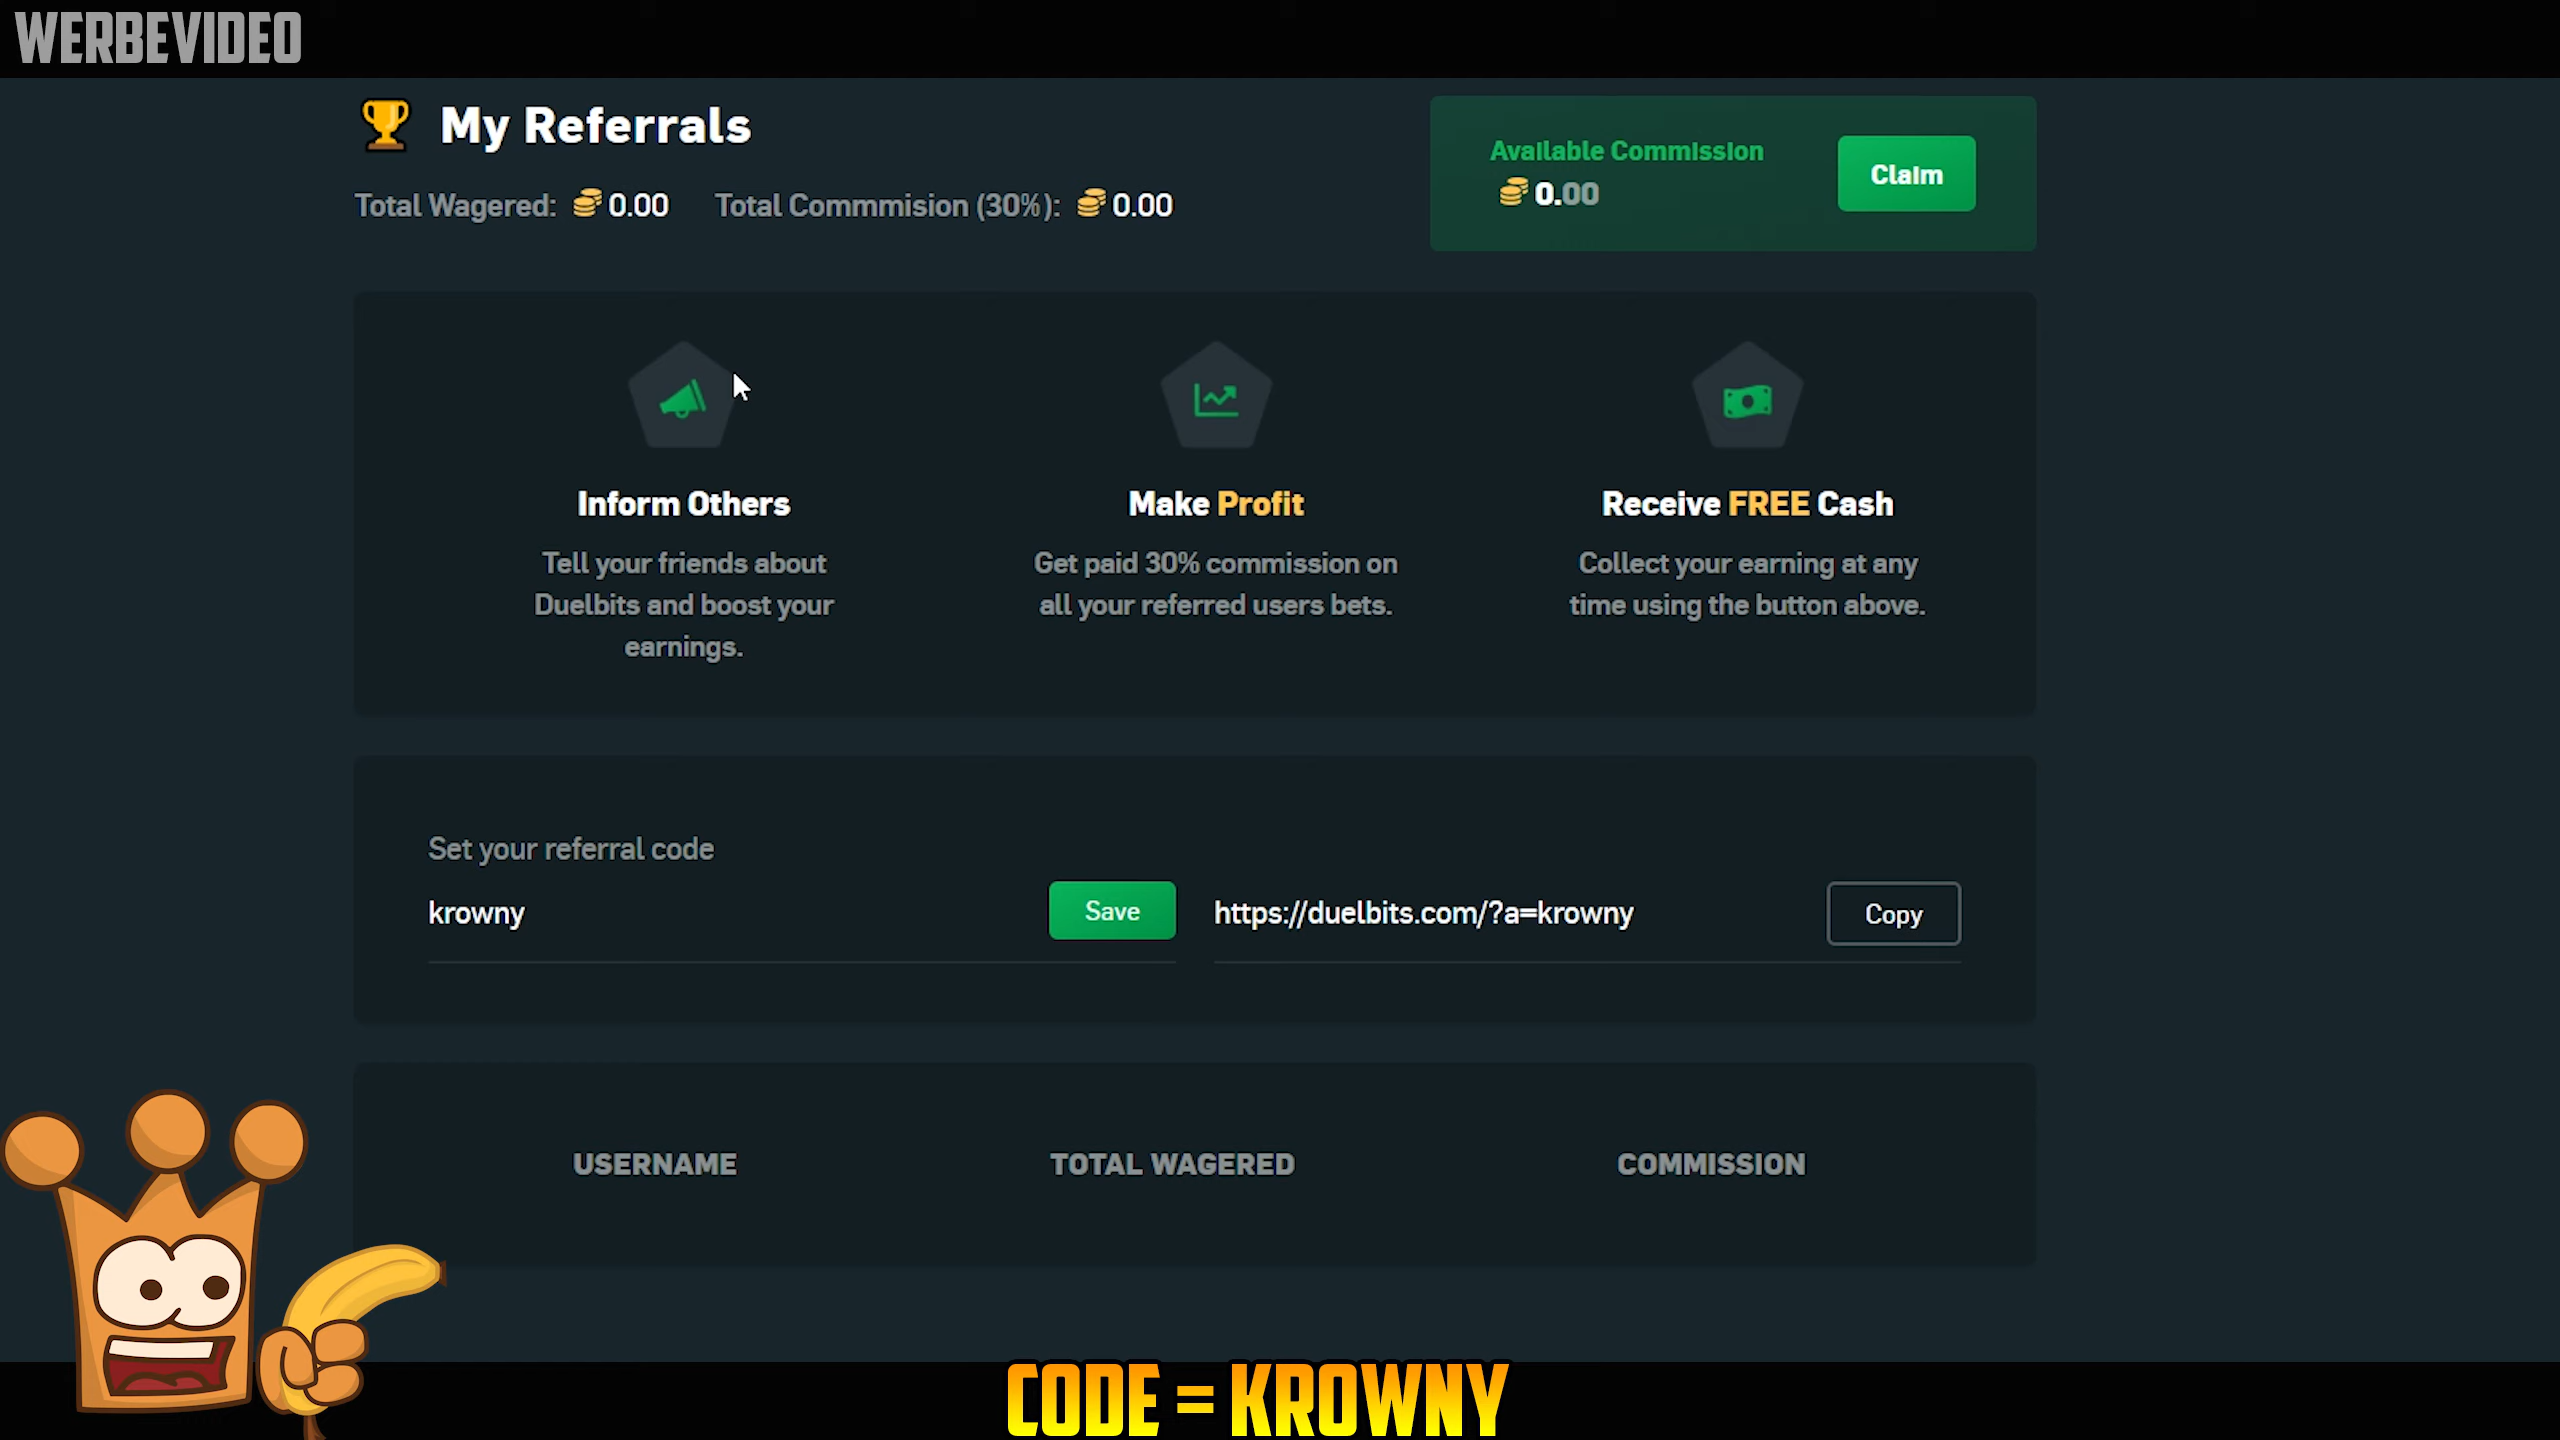 WERBEVIDEO
My Referrals
Total Wagered: 0.00 Total Commmision (30%): 0.00
Available Commission
0.00
Claim
Inform Others
Tell your friends about
Duelbits and boost your
earnings.
Make Profit
Get paid 30% commission on
all your referred users bets.
Receive FREE Cash
Collect your earning at any
time using the button above.
Set your referral code
krowny
Save
https://duelbits.com/?a=krowny
Copy
USERNAME TOTAL WAGERED COMMISSION
CODE = KROWNY